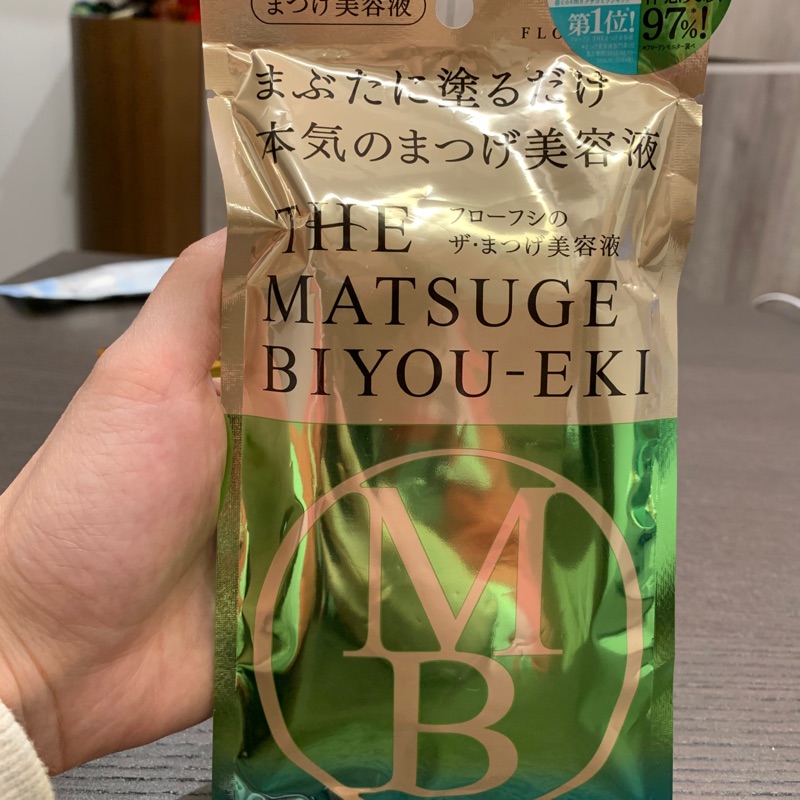 まつげ美容液
第1位!
97%!
まぶたに塗るだけ
本気のまつげ美容液
THE
フローフシの
ザ・まつげ美容液
MATSUGE
BIYOU-EKI
M
B